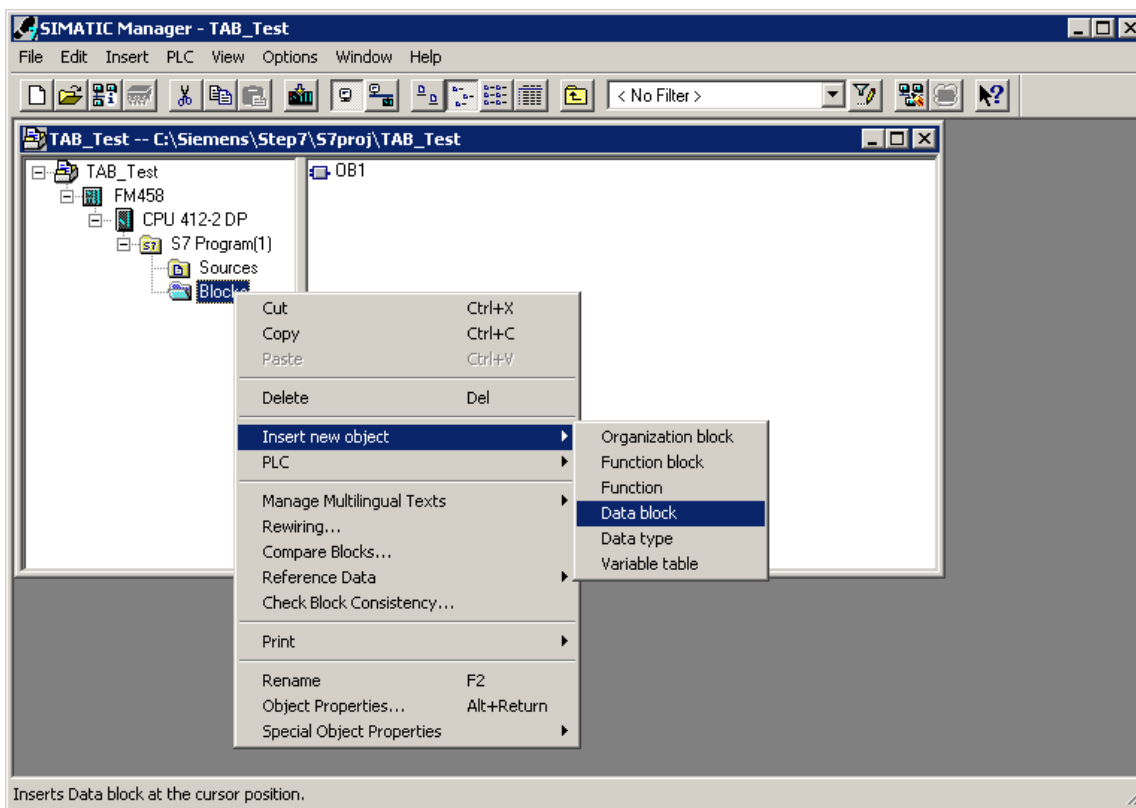 SIMATIC Manager - TAB_Test
File Edit Insert PLC View Options Window Help
< No Filter >
TAB_Test -- C:\Siemens\Step7\S7proj\TAB_Test
TAB_Test
OB1
FM458
CPU 412-2 DP
S7 Program(1)
Sources
Blocks
Cut Ctrl+X
Copy Ctrl+C
Paste Ctrl+V
Delete Del
Insert new object
PLC
Manage Multilingual Texts
Rewiring...
Compare Blocks...
Reference Data
Check Block Consistency...
Print
Rename F2
Object Properties... Alt+Return
Special Object Properties
Organization block
Function block
Function
Data block
Data type
Variable table
Inserts Data block at the cursor position.